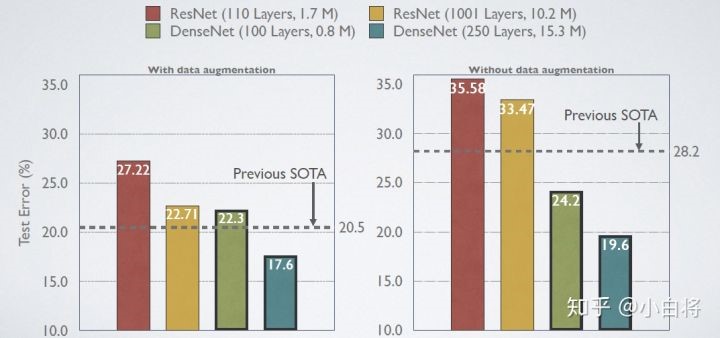 ResNet (110 Layers, 1.7 M) ResNet (1001 Layers, 10.2 M)
DenseNet (100 Layers, 0.8 M) DenseNet (250 Layers, 15.3 M)
With data augmentation
Test Error (%)
35.0
30.0
25.0
20.0
15.0
10.0
27.22
22.71
22.3
17.6
Previous SOTA
20.5
Without data augmentation
35.0
30.0
25.0
20.0
15.0
10.0
35.58
33.47
24.2
19.6
Previous SOTA
28.2
知乎 @小白将